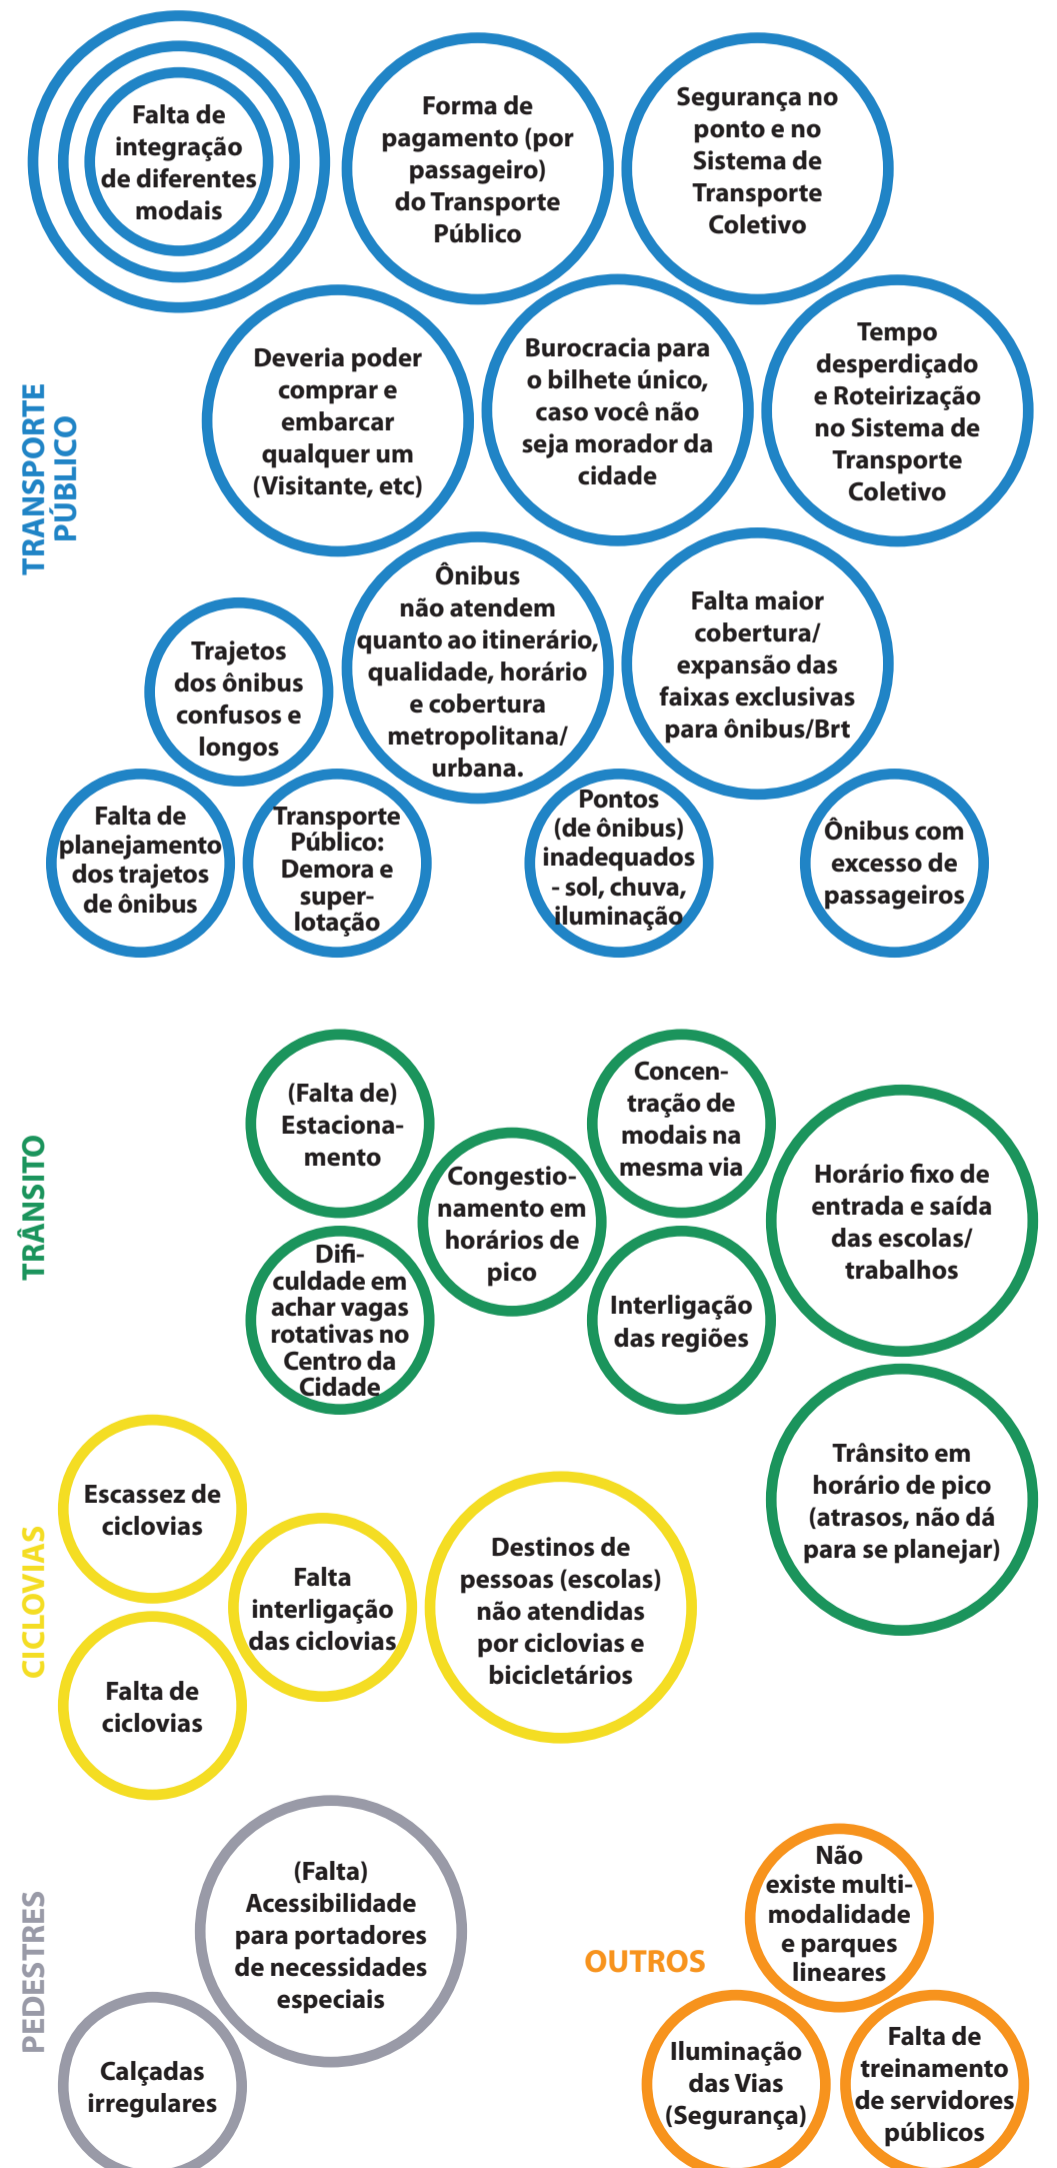 TRANSPORTE
PÚBLICO
Falta de
integração
de diferentes
modais
Forma de
pagamento (por
passageiro)
do Transporte
Público
Segurança no
ponto e no
Sistema de
Transporte
Coletivo
Deveria poder
comprar e
embarcar
qualquer um
(Visitante, etc)
Burocracia para
o bilhete único,
caso você não
seja morador da
cidade
Tempo
desperdiçado
e Roteirização
no Sistema de
Transporte
Coletivo
Trajetos
dos ônibus
confusos e
longos
Ônibus
não atendem
quanto ao itinerário,
qualidade, horário
e cobertura
metropolitana/
urbana.
Falta maior
cobertura/
expansão das
faixas exclusivas
para ônibus/Brt
Falta de
planejamento
dos trajetos
de ônibus
Transporte
Público:
Demora e
super-
lotação
Pontos
(de ônibus)
inadequados
- sol, chuva,
iluminação
Ônibus com
excesso de
passageiros
TRÂNSITO
(Falta de)
Estaciona-
mento
Concen-
tração de
modais na
mesma via
Congestio-
namento em
horários de
pico
Horário fixo de
entrada e saída
das escolas/
trabalhos
Difi-
culdade em
achar vagas
rotativas no
Centro da
Cidade
Interligação
das regiões
Trânsito em
horário de pico
(atrasos, não dá
para se planejar)
CICLOVIAS
Escassez de
ciclovias
Falta
interligação
das ciclovias
Destinos de
pessoas (escolas)
não atendidas
por ciclovias e
bicicletários
Falta de
ciclovias
PEDESTRES
(Falta)
Acessibilidade
para portadores
de necessidades
especiais
Calçadas
irregulares
OUTROS
Não
existe multi-
modalidade
e parques
lineares
Iluminação
das Vias
(Segurança)
Falta de
treinamento
de servidores
públicos